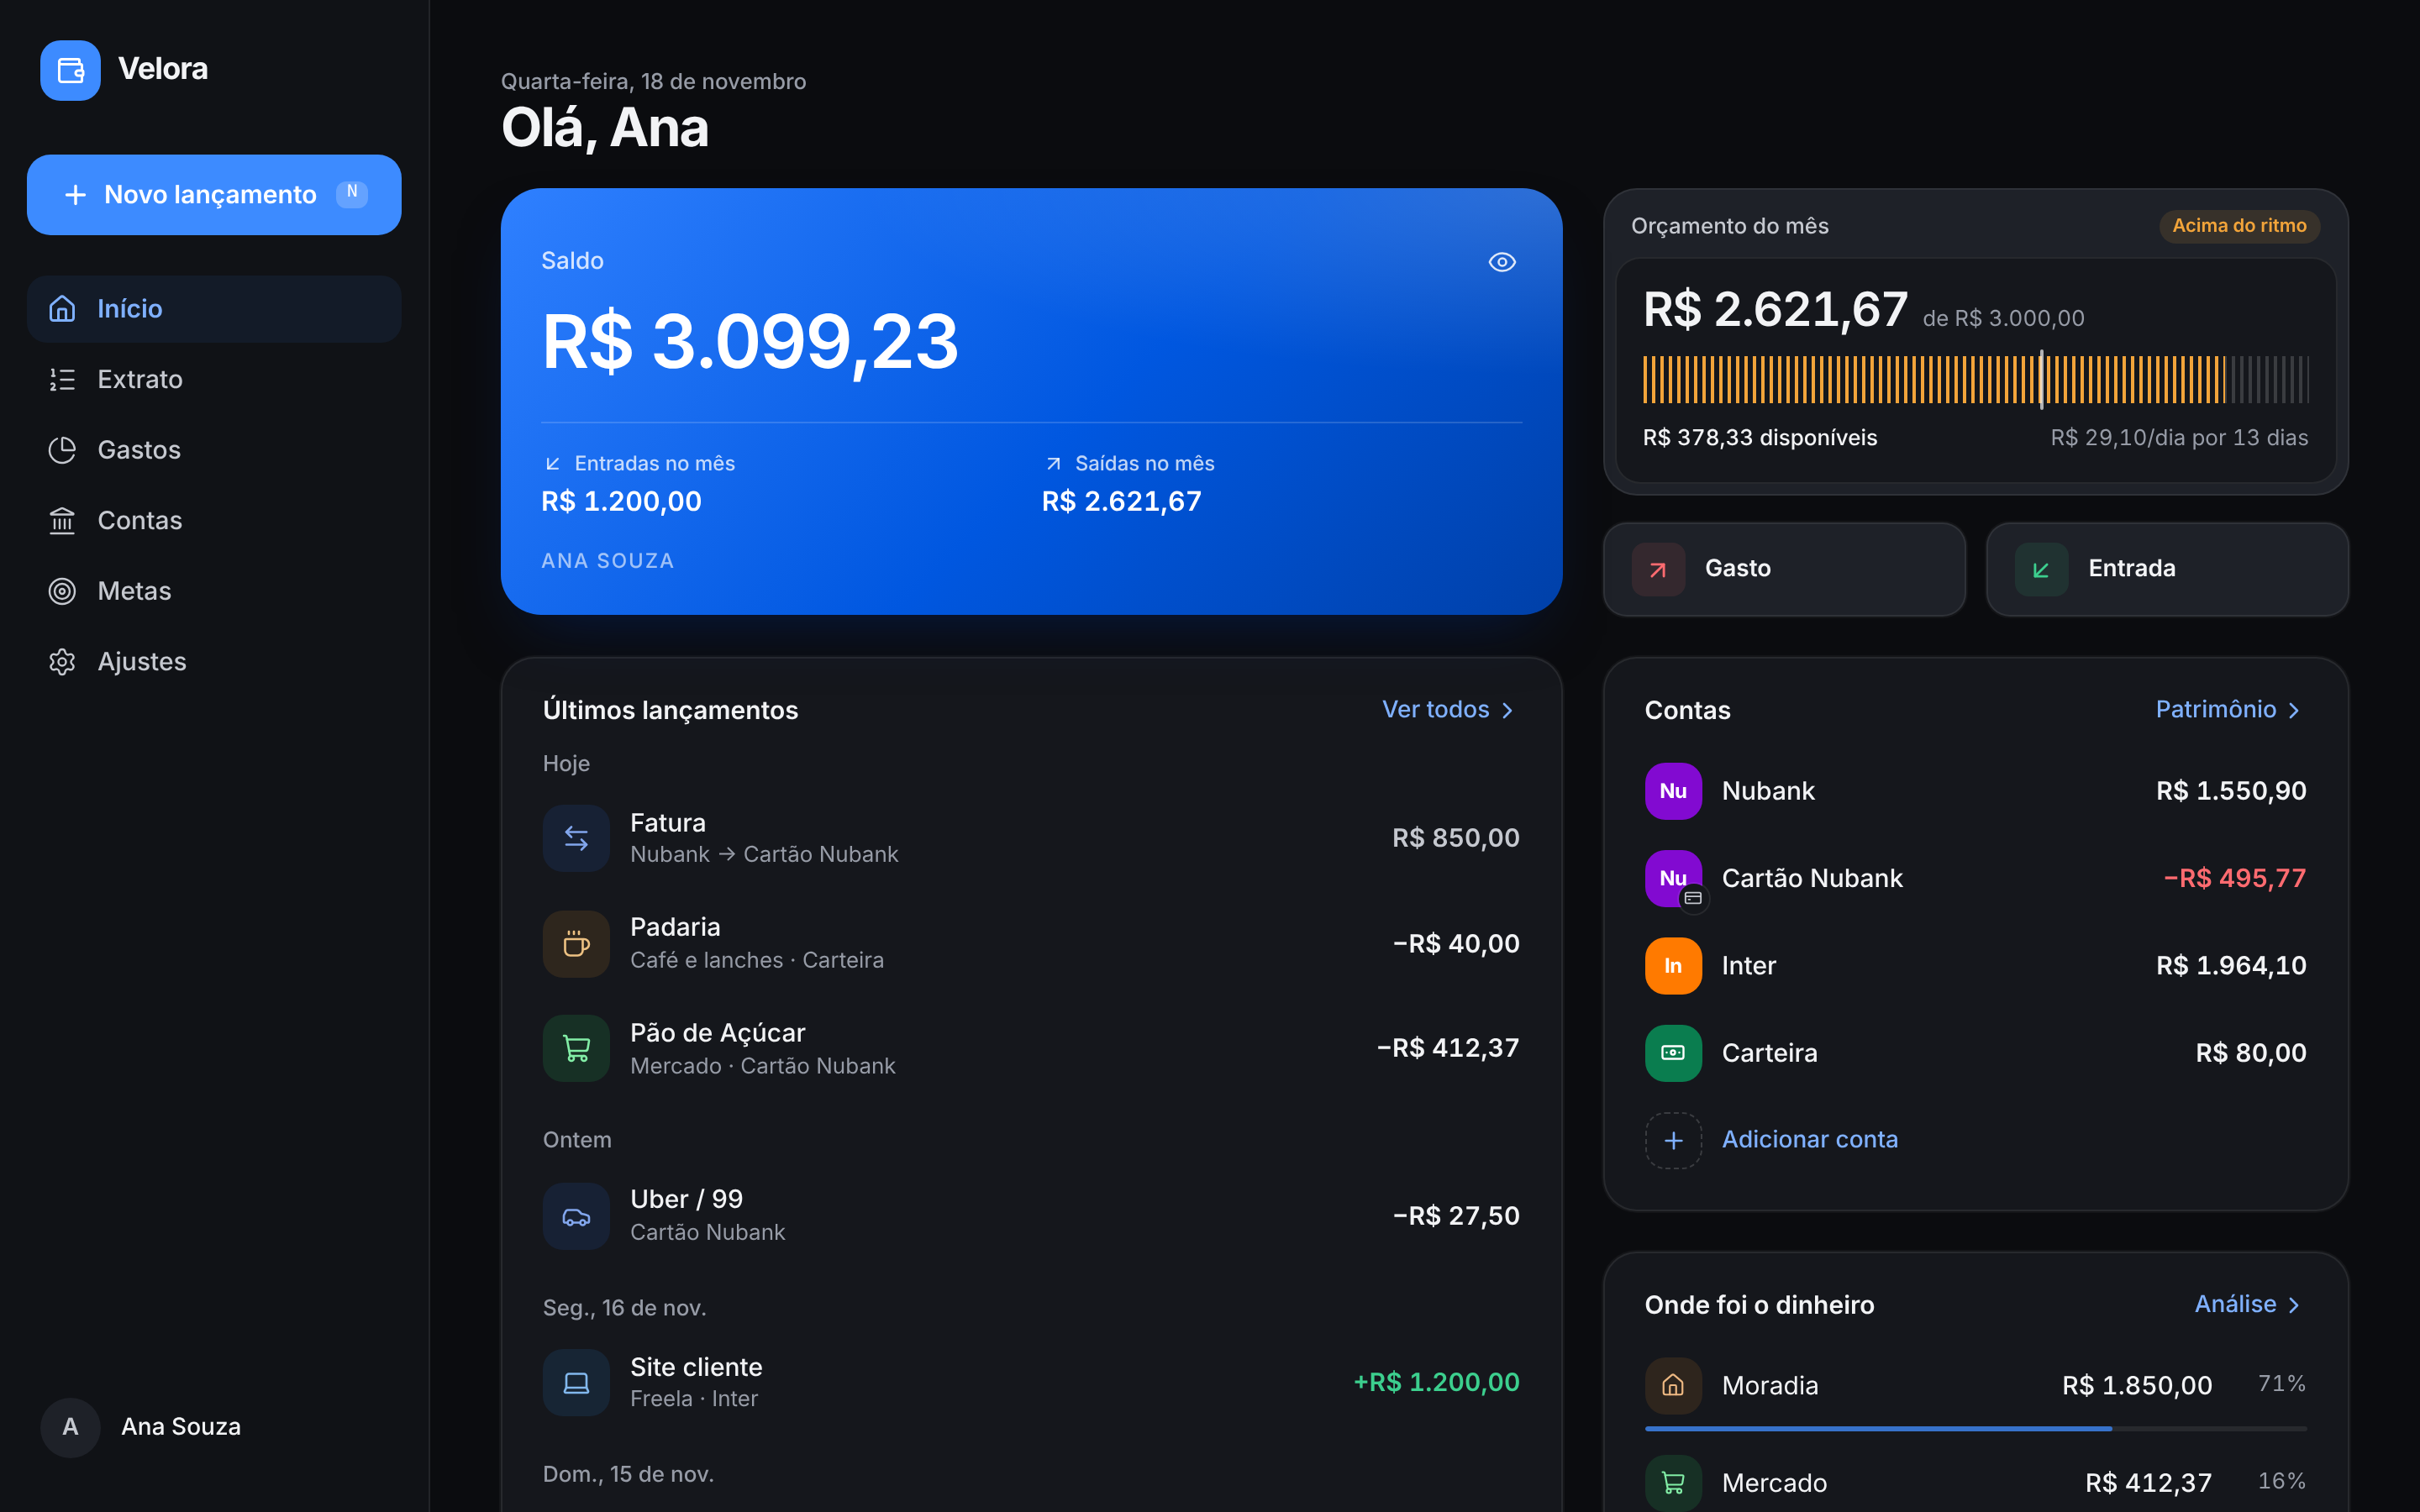 Velora
Novo lançamento N
Início
Extrato
Gastos
Contas
Metas
Ajustes
A Ana Souza
Quarta-feira, 18 de novembro
Olá, Ana
Saldo
R$ 3.099,23
Entradas no mês
R$ 1.200,00
Saídas no mês
R$ 2.621,67
ANA SOUZA
Orçamento do mês
Acima do ritmo
R$ 2.621,67 de R$ 3.000,00
R$ 378,33 disponíveis
R$ 29,10/dia por 13 dias
Gasto
Entrada
Últimos lançamentos
Ver todos
Hoje
Fatura
Nubank → Cartão Nubank
R$ 850,00
Padaria
Café e lanches · Carteira
−R$ 40,00
Pão de Açúcar
Mercado · Cartão Nubank
−R$ 412,37
Ontem
Uber / 99
Cartão Nubank
−R$ 27,50
Seg., 16 de nov.
Site cliente
Freela · Inter
+R$ 1.200,00
Dom., 15 de nov.
Contas
Patrimônio
Nu Nubank R$ 1.550,90
Nu Cartão Nubank −R$ 495,77
In Inter R$ 1.964,10
Carteira R$ 80,00
Adicionar conta
Onde foi o dinheiro
Análise
Moradia R$ 1.850,00 71%
Mercado R$ 412,37 16%